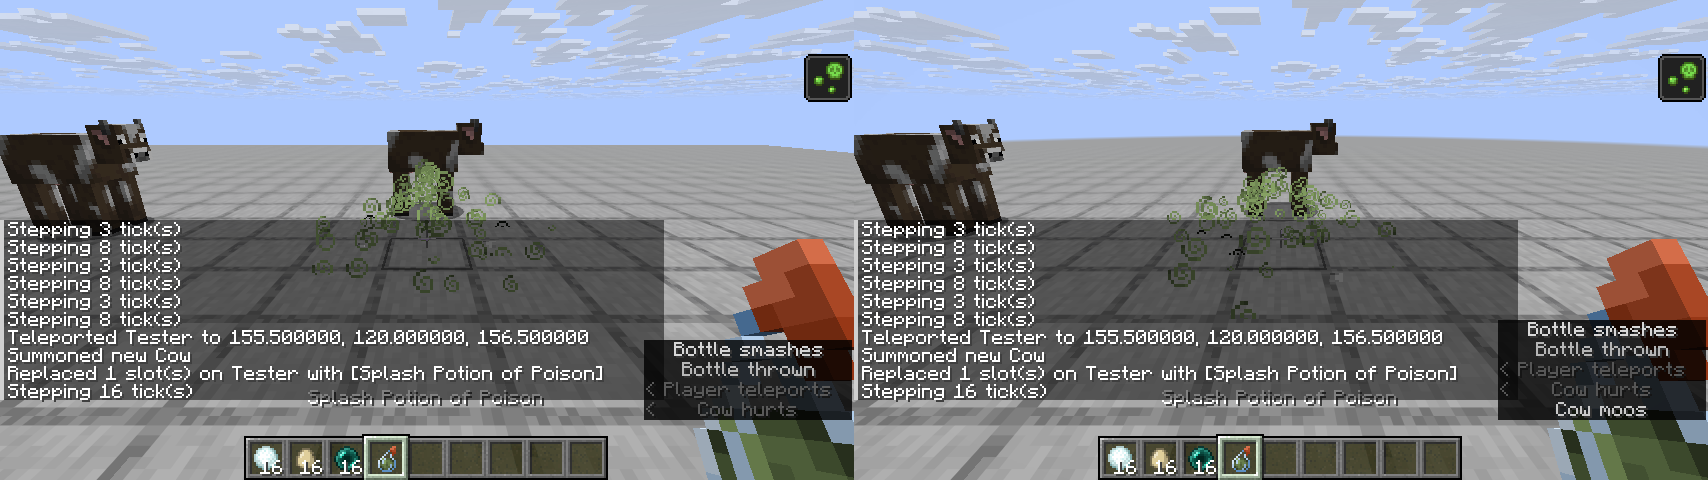 Stepping 3 tick(s)
Stepping 8 tick(s)
Stepping 3 tick(s)
Stepping 8 tick(s)
Stepping 3 tick(s)
Stepping 8 tick(s)
Teleported Tester to 155.500000, 120.000000, 156.500000
Summoned new Cow
Replaced 1 slot(s) on Tester with [Splash Potion of Poison]
Stepping 16 tick(s)
Splash Potion of Poison
Bottle smashes
Bottle thrown
< Player teleports
< Cow hurts
16
16
16
Stepping 3 tick(s)
Stepping 8 tick(s)
Stepping 3 tick(s)
Stepping 8 tick(s)
Stepping 3 tick(s)
Stepping 8 tick(s)
Teleported Tester to 155.500000, 120.000000, 156.500000
Summoned new Cow
Replaced 1 slot(s) on Tester with [Splash Potion of Poison]
Stepping 16 tick(s)
Splash Potion of Poison
Bottle smashes
Bottle thrown
< Player teleports
< Cow hurts
Cow moos
16
16
16